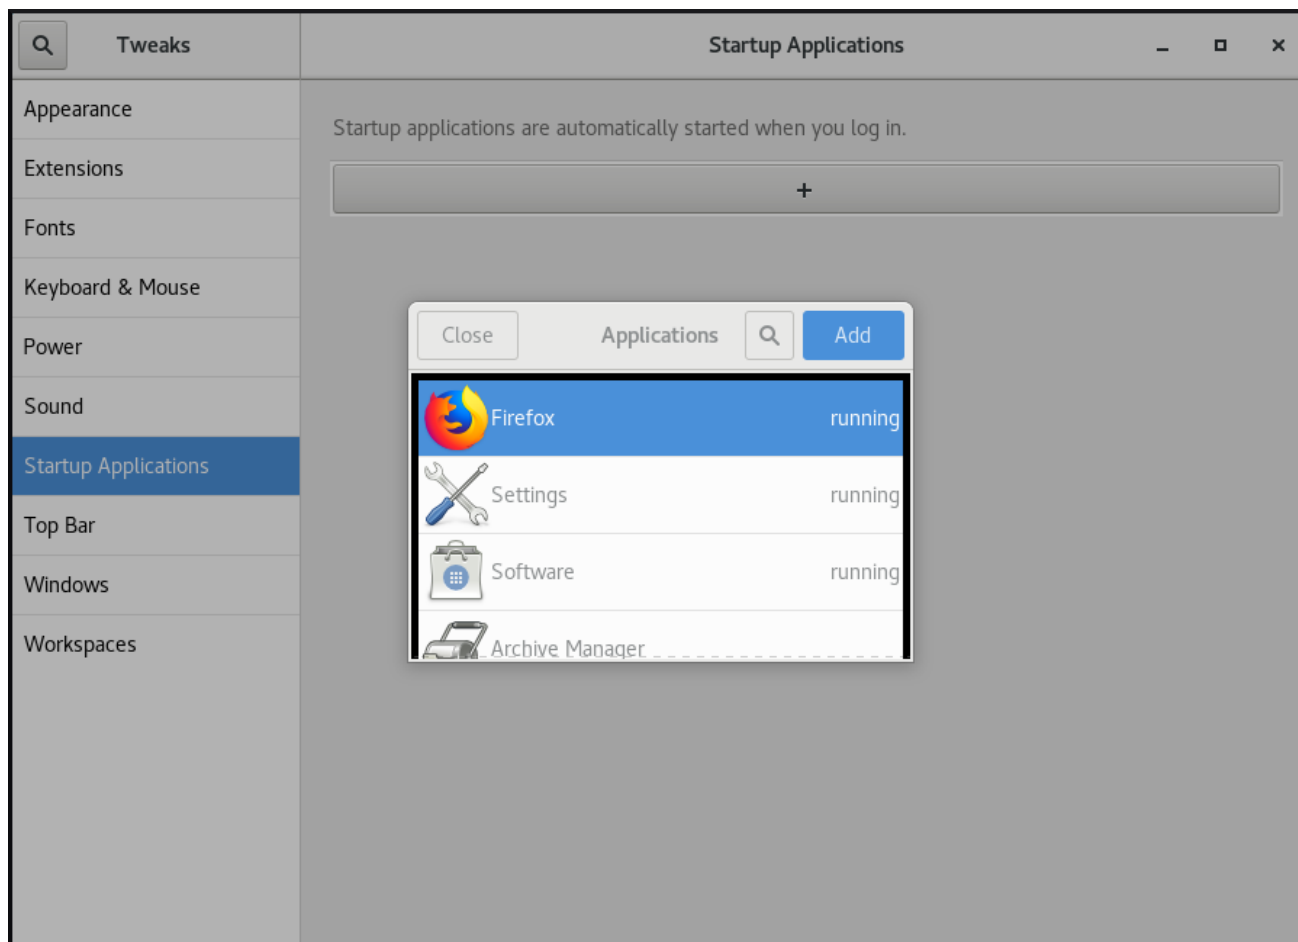 Tweaks
Startup Applications
Appearance
Extensions
Fonts
Keyboard & Mouse
Power
Sound
Startup Applications
Top Bar
Windows
Workspaces
Startup applications are automatically started when you log in.
+
Close
Applications
Add
Firefox running
Settings running
Software running
Archive Manager